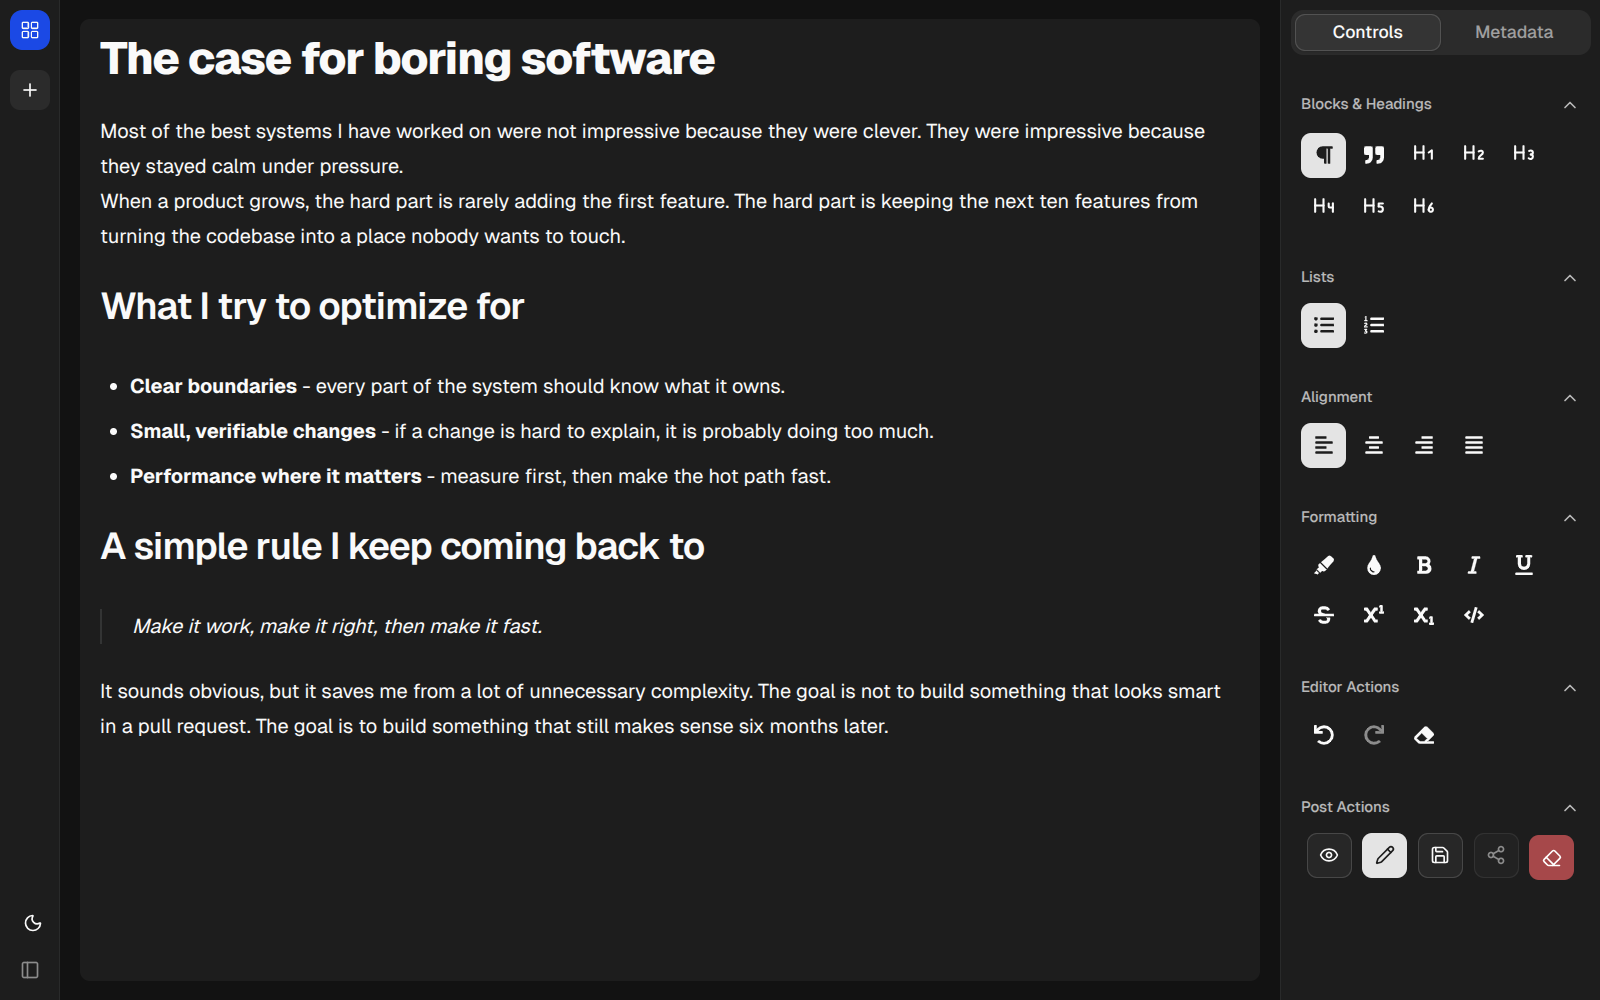 The case for boring software
Most of the best systems I have worked on were not impressive because they were clever. They were impressive because
they stayed calm under pressure.
When a product grows, the hard part is rarely adding the first feature. The hard part is keeping the next ten features from
turning the codebase into a place nobody wants to touch.
What I try to optimize for
• Clear boundaries - every part of the system should know what it owns.
• Small, verifiable changes - if a change is hard to explain, it is probably doing too much.
• Performance where it matters - measure first, then make the hot path fast.
A simple rule I keep coming back to
Make it work, make it right, then make it fast.
It sounds obvious, but it saves me from a lot of unnecessary complexity. The goal is not to build something that looks smart
in a pull request. The goal is to build something that still makes sense six months later.
Controls Metadata
Blocks & Headings
H1 H2 H3
H4 H5 H6
Lists
Alignment
Formatting
B I U
S X¹ X₁ </>
Editor Actions
Post Actions